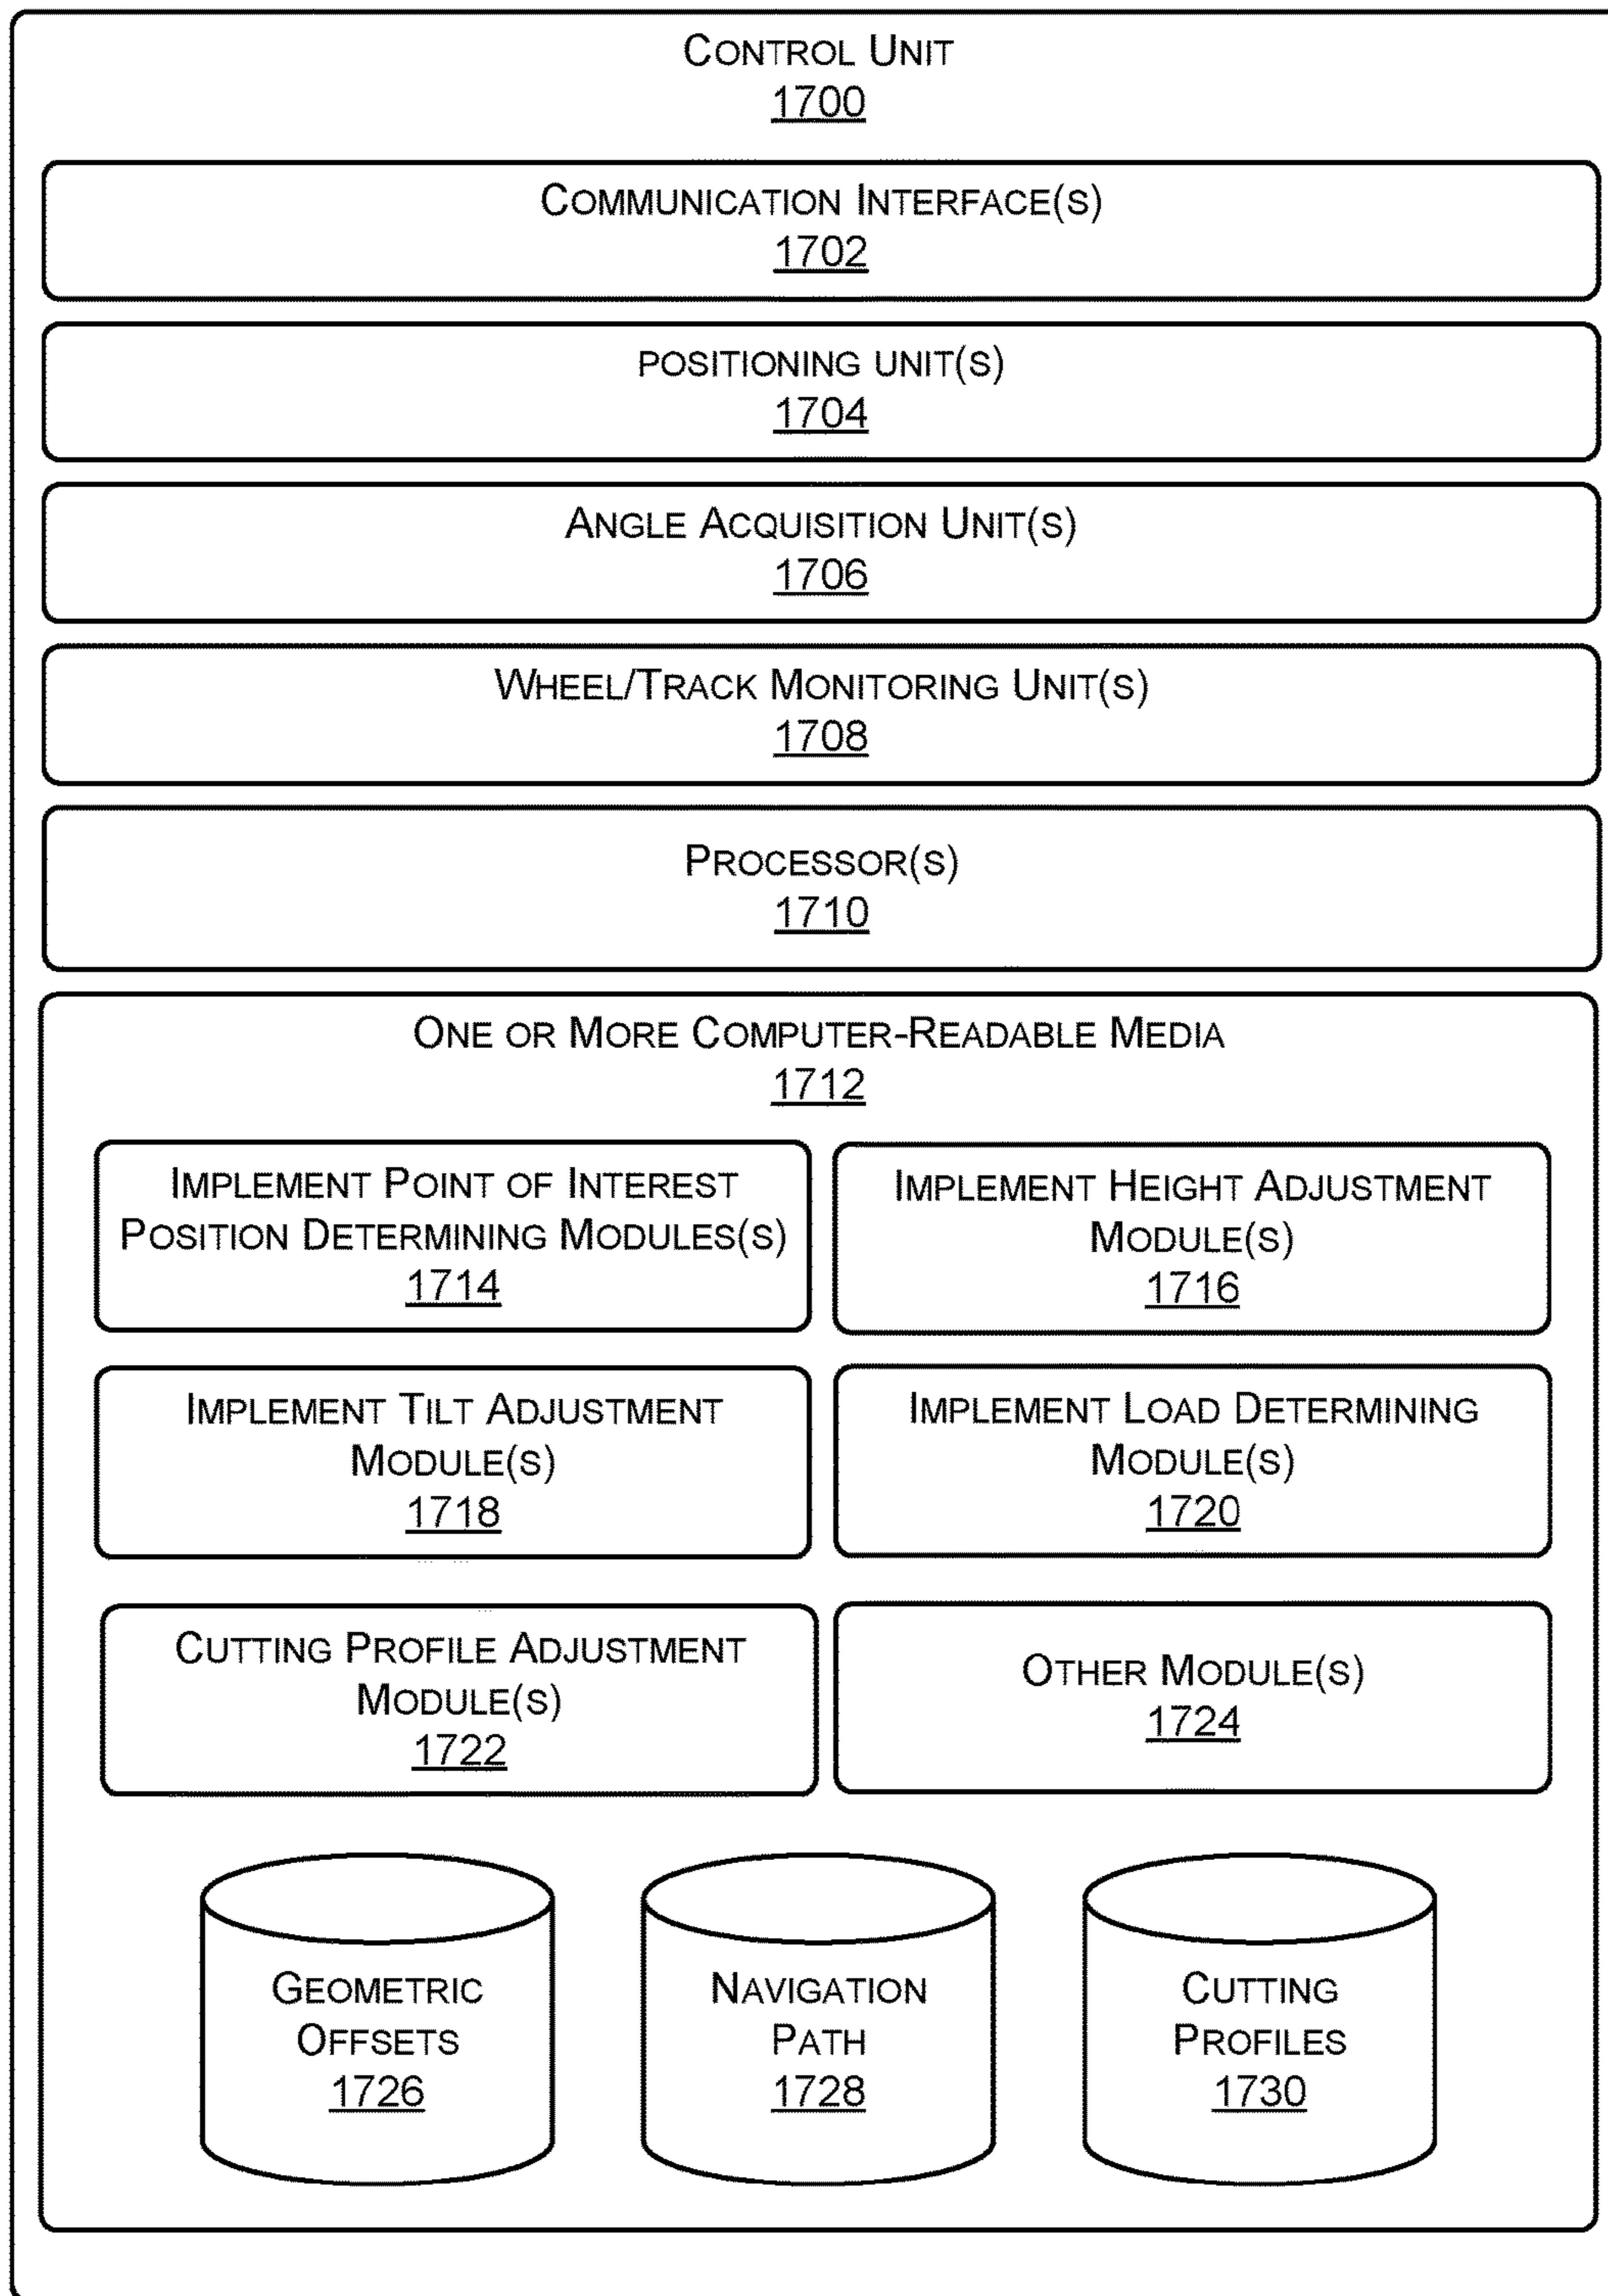 CONTROL UNIT
1700
COMMUNICATION INTERFACE(S)
1702
POSITIONING UNIT(S)
1704
ANGLE ACQUISITION UNIT(S)
1706
WHEEL/TRACK MONITORING UNIT(S)
1708
PROCESSOR(S)
1710
ONE OR MORE COMPUTER-READABLE MEDIA
1712
IMPLEMENT POINT OF INTEREST
POSITION DETERMINING MODULES(S)
1714
IMPLEMENT HEIGHT ADJUSTMENT
MODULE(S)
1716
IMPLEMENT TILT ADJUSTMENT
MODULE(S)
1718
IMPLEMENT LOAD DETERMINING
MODULE(S)
1720
CUTTING PROFILE ADJUSTMENT
MODULE(S)
1722
OTHER MODULE(S)
1724
GEOMETRIC
OFFSETS
1726
NAVIGATION
PATH
1728
CUTTING
PROFILES
1730